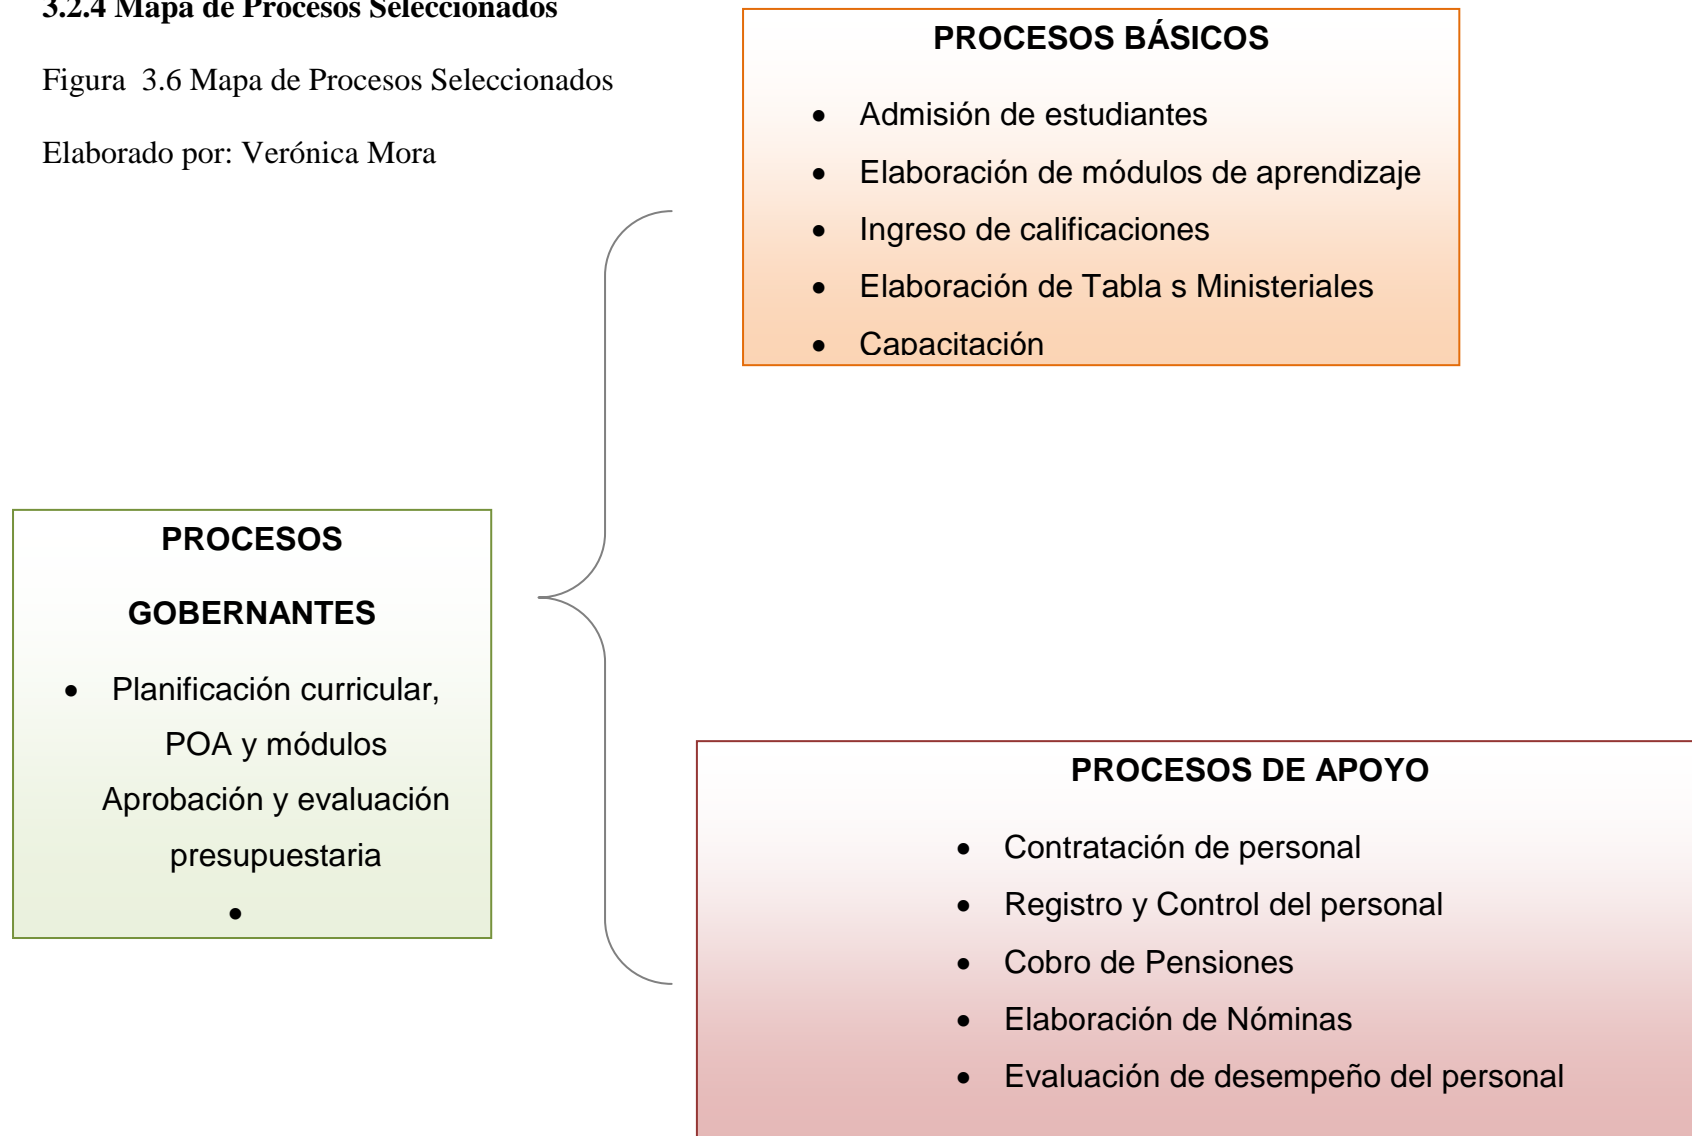 3.2.4 Mapa de Procesos Seleccionados
Figura 3.6 Mapa de Procesos Seleccionados
Elaborado por: Verónica Mora
PROCESOS BÁSICOS
• Admisión de estudiantes
• Elaboración de módulos de aprendizaje
• Ingreso de calificaciones
• Elaboración de Tabla s Ministeriales
• Capacitación
PROCESOS
GOBERNANTES
• Planificación curricular,
POA y módulos
Aprobación y evaluación
presupuestaria
•
PROCESOS DE APOYO
• Contratación de personal
• Registro y Control del personal
• Cobro de Pensiones
• Elaboración de Nóminas
• Evaluación de desempeño del personal